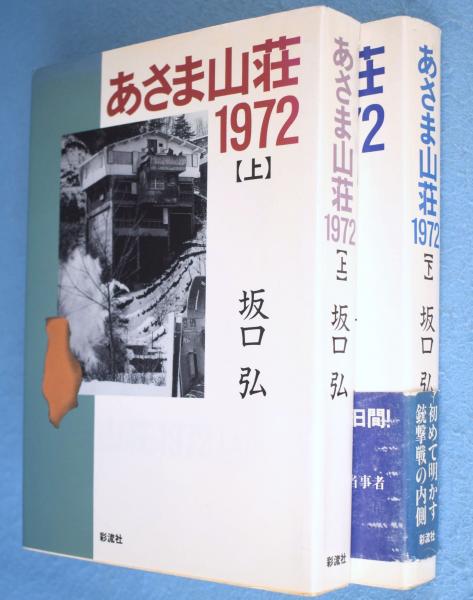 あさま山荘
1972
【上】
坂口 弘
彩流社
あさま山荘
1972
【上】
坂口 弘
彩流社
荘
72
日間!
当事者
あさま山荘
1972
【下】
坂口 弘
初めて明かす
銃撃戦の内側
彩流社